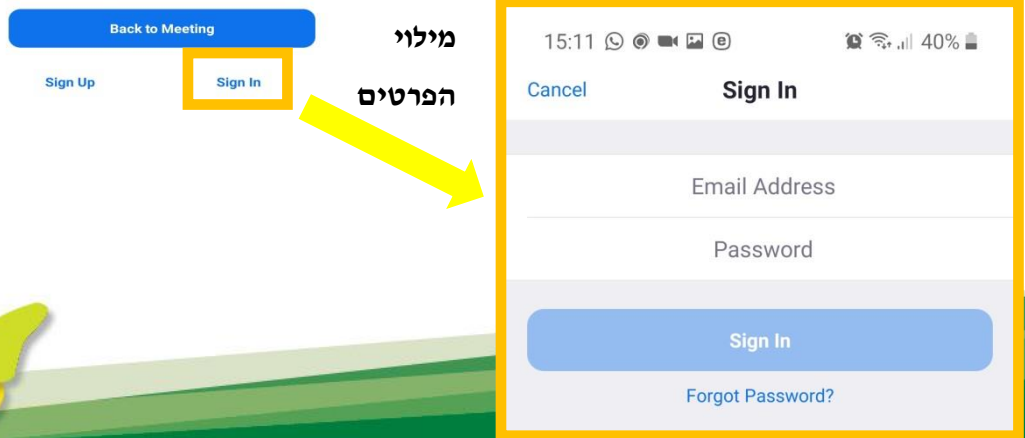 Back to Meeting
Sign Up
Sign In
מילוי
הפרטים
15:11 40%
Cancel
Sign In
Email Address
Password
Sign In
Forgot Password?